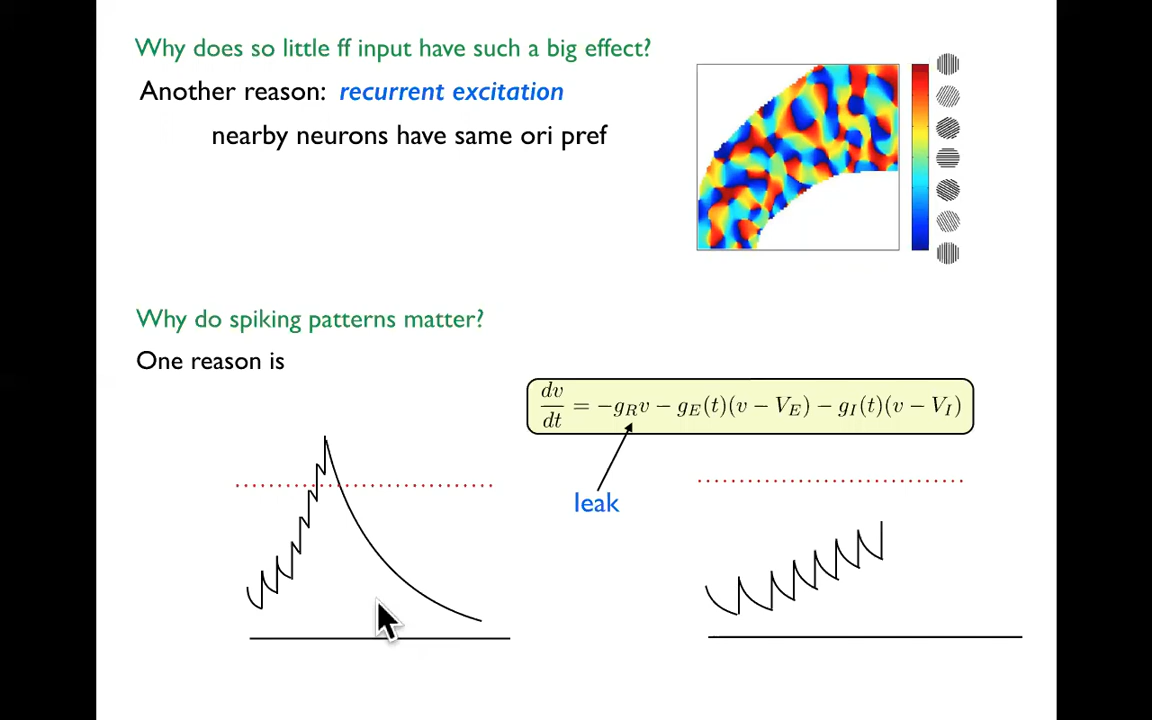 Why does so little ff input have such a big effect?
Another reason: recurrent excitation
nearby neurons have same ori pref
Why do spiking patterns matter?
One reason is
dv/dt = −g_R v − g_E(t)(v − V_E) − g_I(t)(v − V_I)
leak